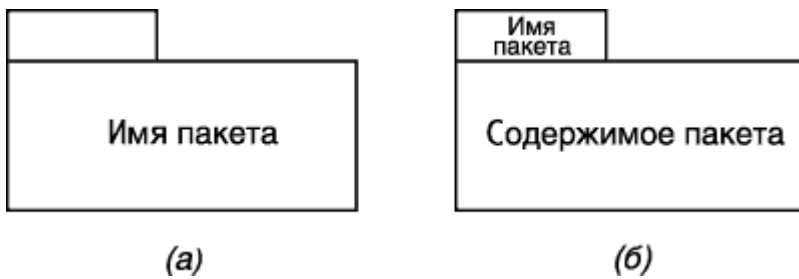 Имя пакета
(а)
Имя
пакета
Содержимое пакета
(б)